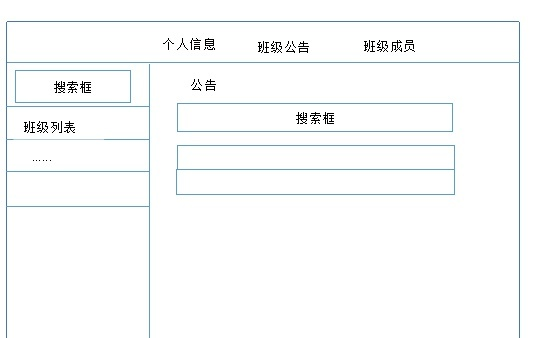 个人信息 班级公告 班级成员
搜索框
公告
搜索框
班级列表
......